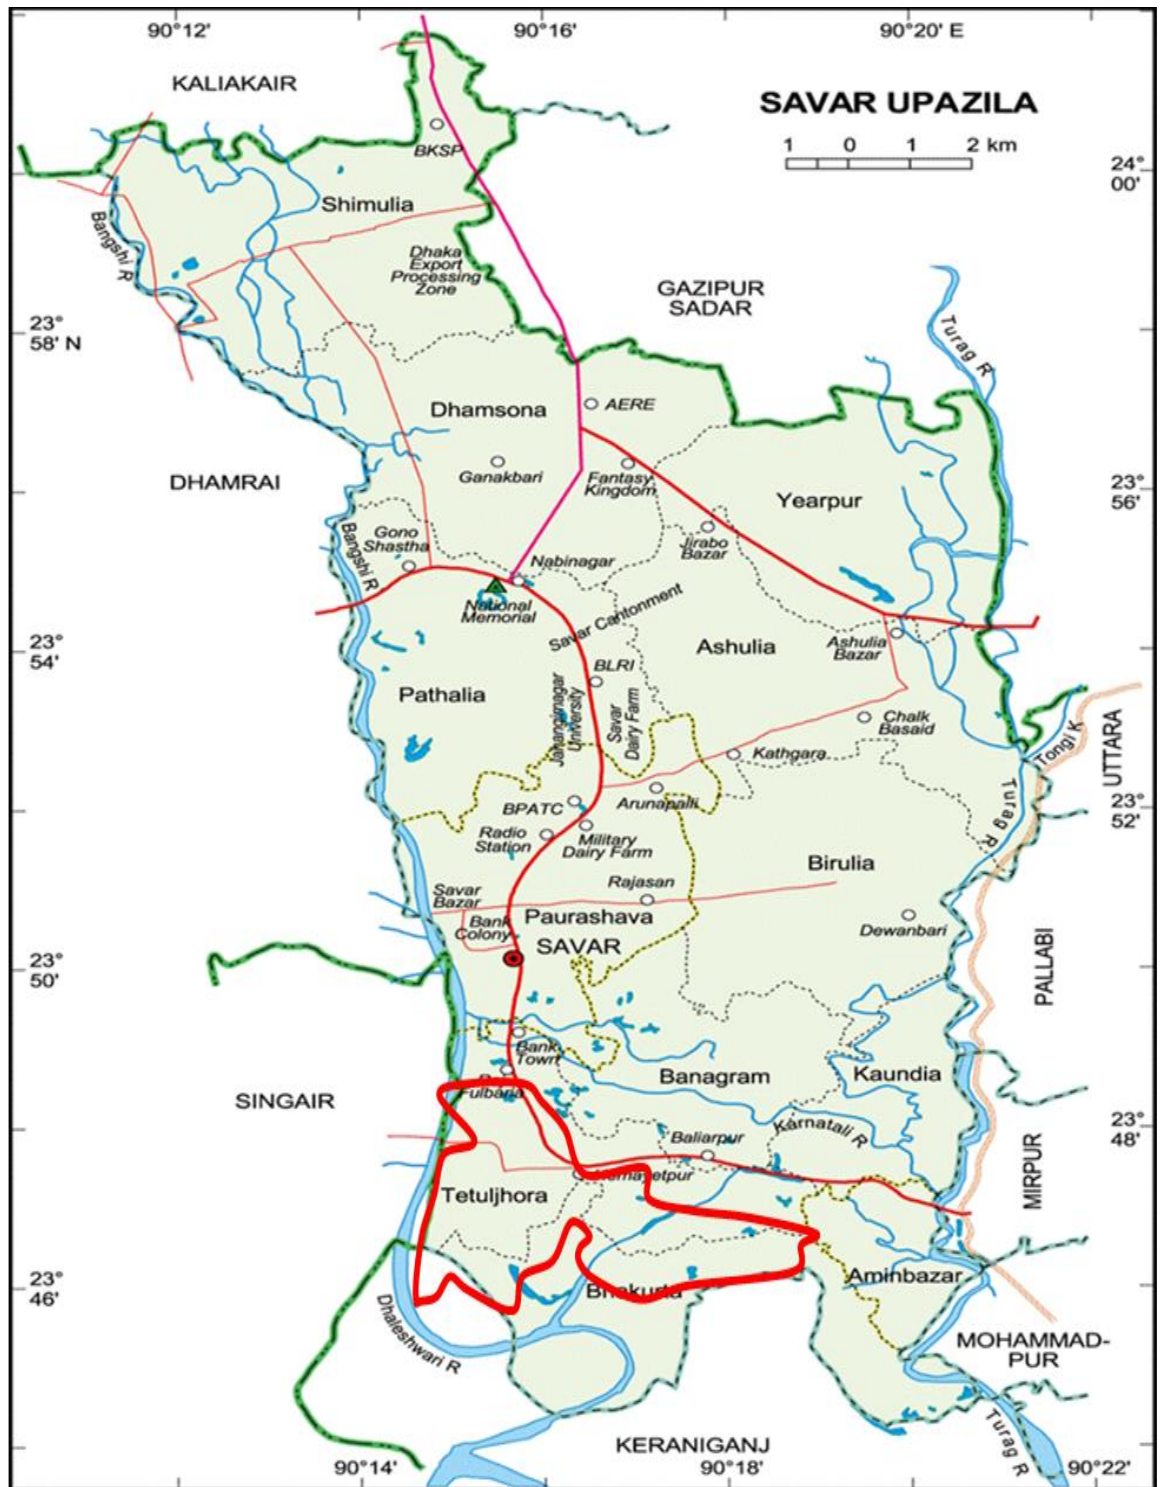 90°12'
90°16'
90°20' E
KALIAKAIR
SAVAR UPAZILA
1 0 1 2 km
BKSP
24°
00'
Shimulia
Bangshi R
Dhaka
Export
Processing
Zone
GAZIPUR
SADAR
23°
58' N
Turag R
Dhamsona
AERE
DHAMRAI
Ganakbari
Fantasy
Kingdom
Yearpur
23°
56'
Gono
Shastha
Bangshi R
Jirabo
Bazar
Nabinagar
National
Memorial
Savar Cantonment
23°
54'
Ashulia
Ashulia
Bazar
BLRI
Pathalia
Jahangirnagar
University
Savar
Dairy Farm
Chalk
Basaid
Kathgara
Tongi K
UTTARA
BPATC
Arunapalli
23°
52'
Radio
Station
Military
Dairy Farm
Turag R
Birulia
Savar
Bazar
Rajasan
Bank
Colony
Paurashava
SAVAR
Dewanbari
23°
50'
PALLABI
Bank
Town
Banagram
Kaundia
SINGAIR
Fulbaria
23°
48'
Karnatali R
Baliarpur
MIRPUR
Hemayetpur
Tetuljhora
23°
46'
Aminbazar
Bhakurta
Dhaleshwari R
MOHAMMAD-
PUR
Turag R
KERANIGANJ
90°14'
90°18'
90°22'